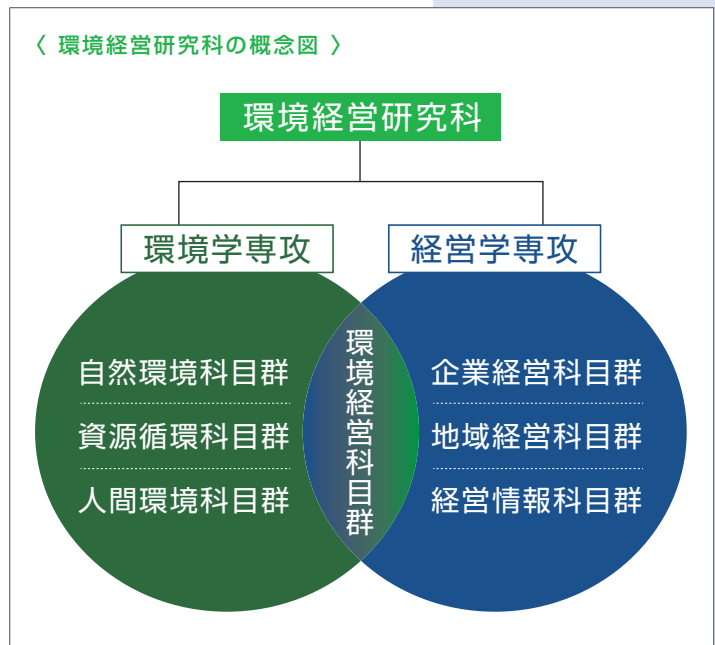 〈 環境経営研究科の概念図 〉
環境経営研究科
環境学専攻
経営学専攻
自然環境科目群
資源循環科目群
人間環境科目群
環境経営科目群
企業経営科目群
地域経営科目群
経営情報科目群